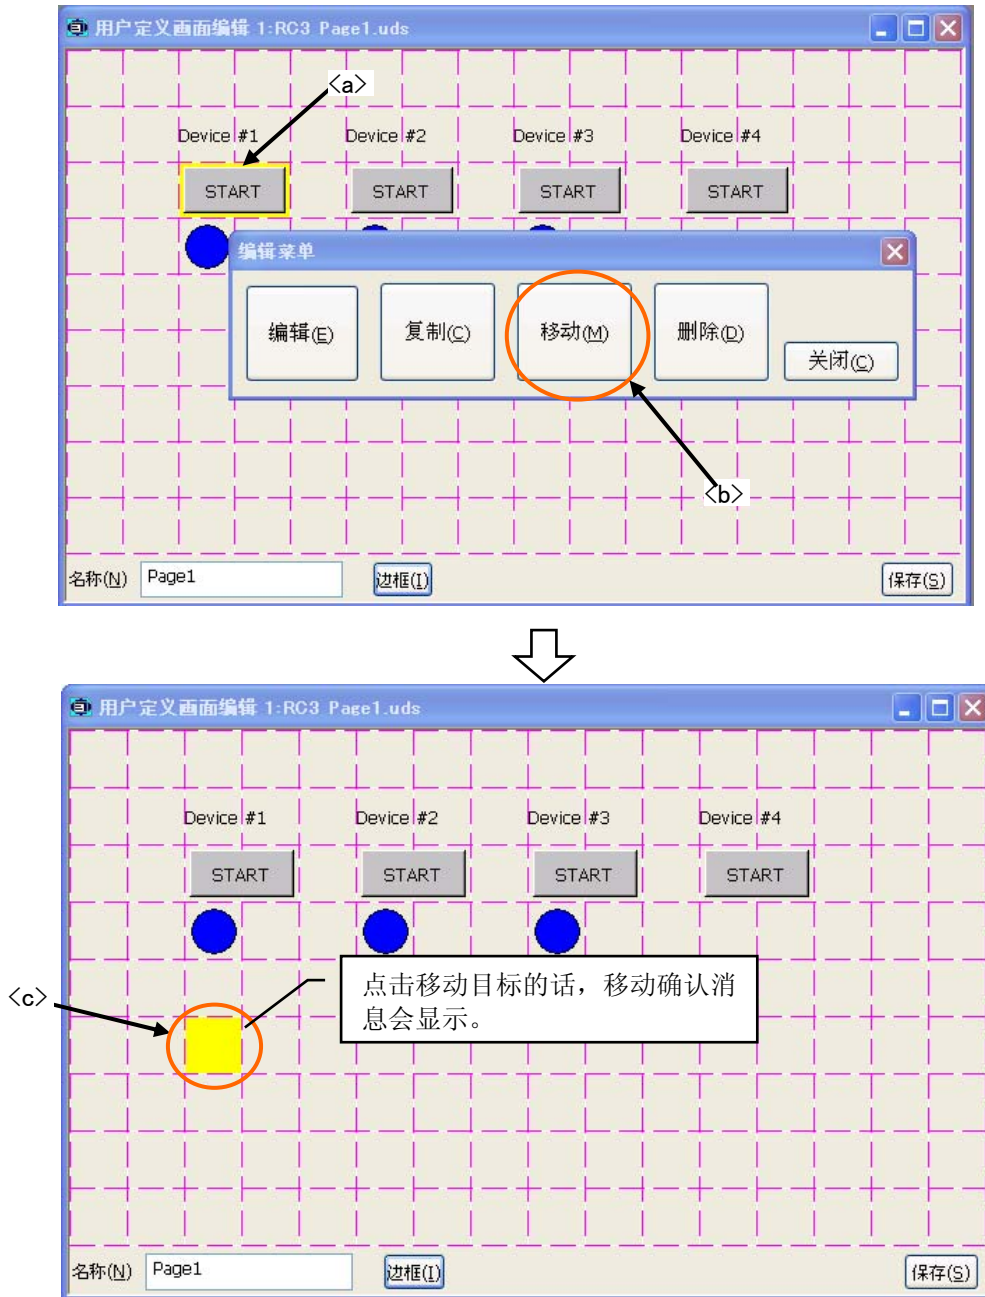 用户定义画面编辑 1:RC3 Page1.uds
<a>
Device #1 Device #2 Device #3 Device #4
START START START START
编辑菜单
编辑(E) 复制(C) 移动(M) 删除(D) 关闭(C)
<b>
名称(N) Page1 边框(I) 保存(S)
用户定义画面编辑 1:RC3 Page1.uds
Device #1 Device #2 Device #3 Device #4
START START START START
点击移动目标的话，移动确认消
息会显示。
<c>
名称(N) Page1 边框(I) 保存(S)